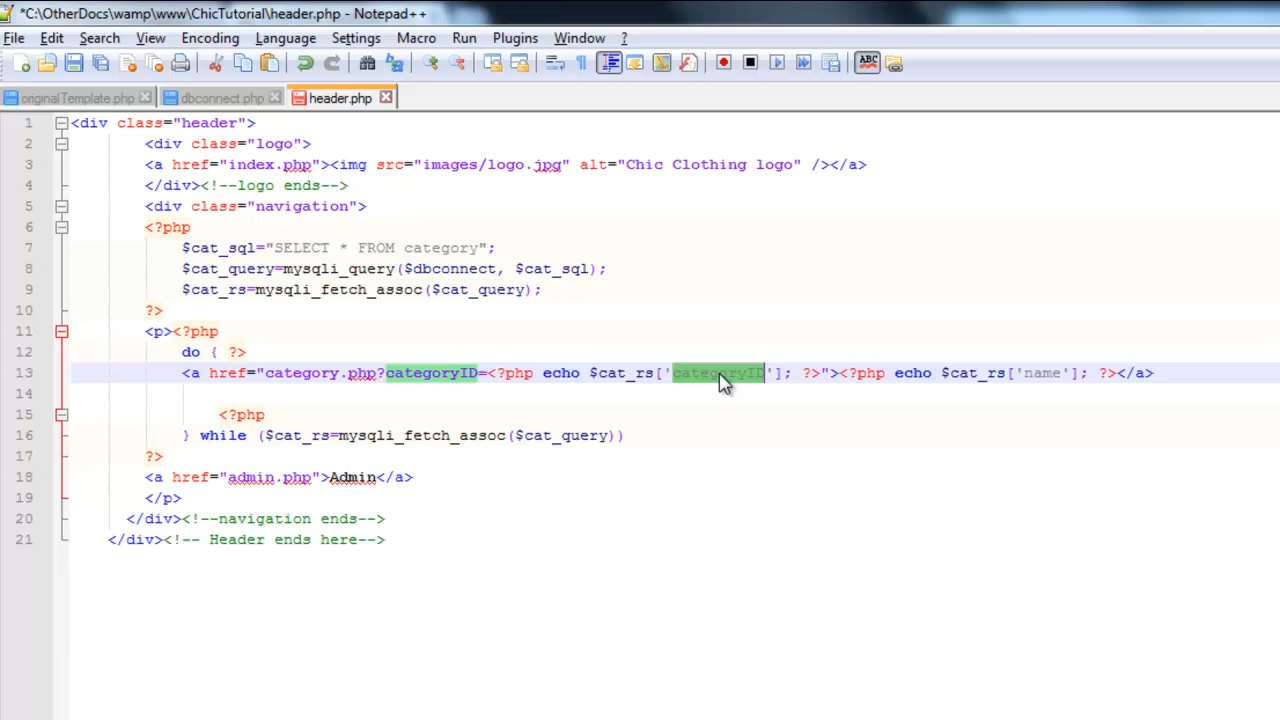 *C:\OtherDocs\wamp\www\ChicTutorial\header.php - Notepad++
File Edit Search View Encoding Language Settings Macro Run Plugins Window ?
ABC
originalTemplate.php dbconnect.php header.php
1 <div class="header">
2 <div class="logo">
3 <a href="index.php"><img src="images/logo.jpg" alt="Chic Clothing logo" /></a>
4 </div><!--logo ends-->
5 <div class="navigation">
6 <?php
7 $cat_sql="SELECT * FROM category";
8 $cat_query=mysqli_query($dbconnect, $cat_sql);
9 $cat_rs=mysqli_fetch_assoc($cat_query);
10 ?>
11 <p><?php
12 do { ?>
13 <a href="category.php?categoryID=<?php echo $cat_rs['categoryID']; ?>"><?php echo $cat_rs['name']; ?></a>
14
15 <?php
16 } while ($cat_rs=mysqli_fetch_assoc($cat_query))
17 ?>
18 <a href="admin.php">Admin</a>
19 </p>
20 </div><!--navigation ends-->
21 </div><!-- Header ends here-->